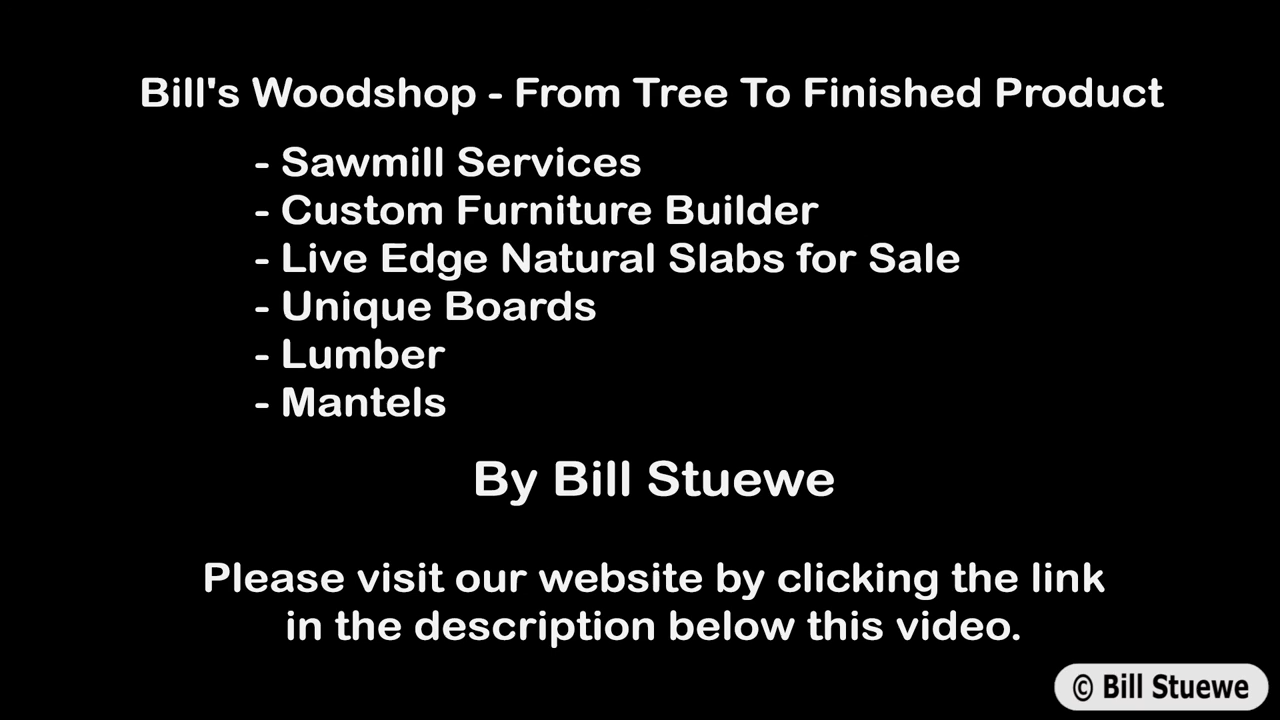 Bill's Woodshop - From Tree To Finished Product
- Sawmill Services
- Custom Furniture Builder
- Live Edge Natural Slabs for Sale
- Unique Boards
- Lumber
- Mantels
By Bill Stuewe
Please visit our website by clicking the link
in the description below this video.
© Bill Stuewe